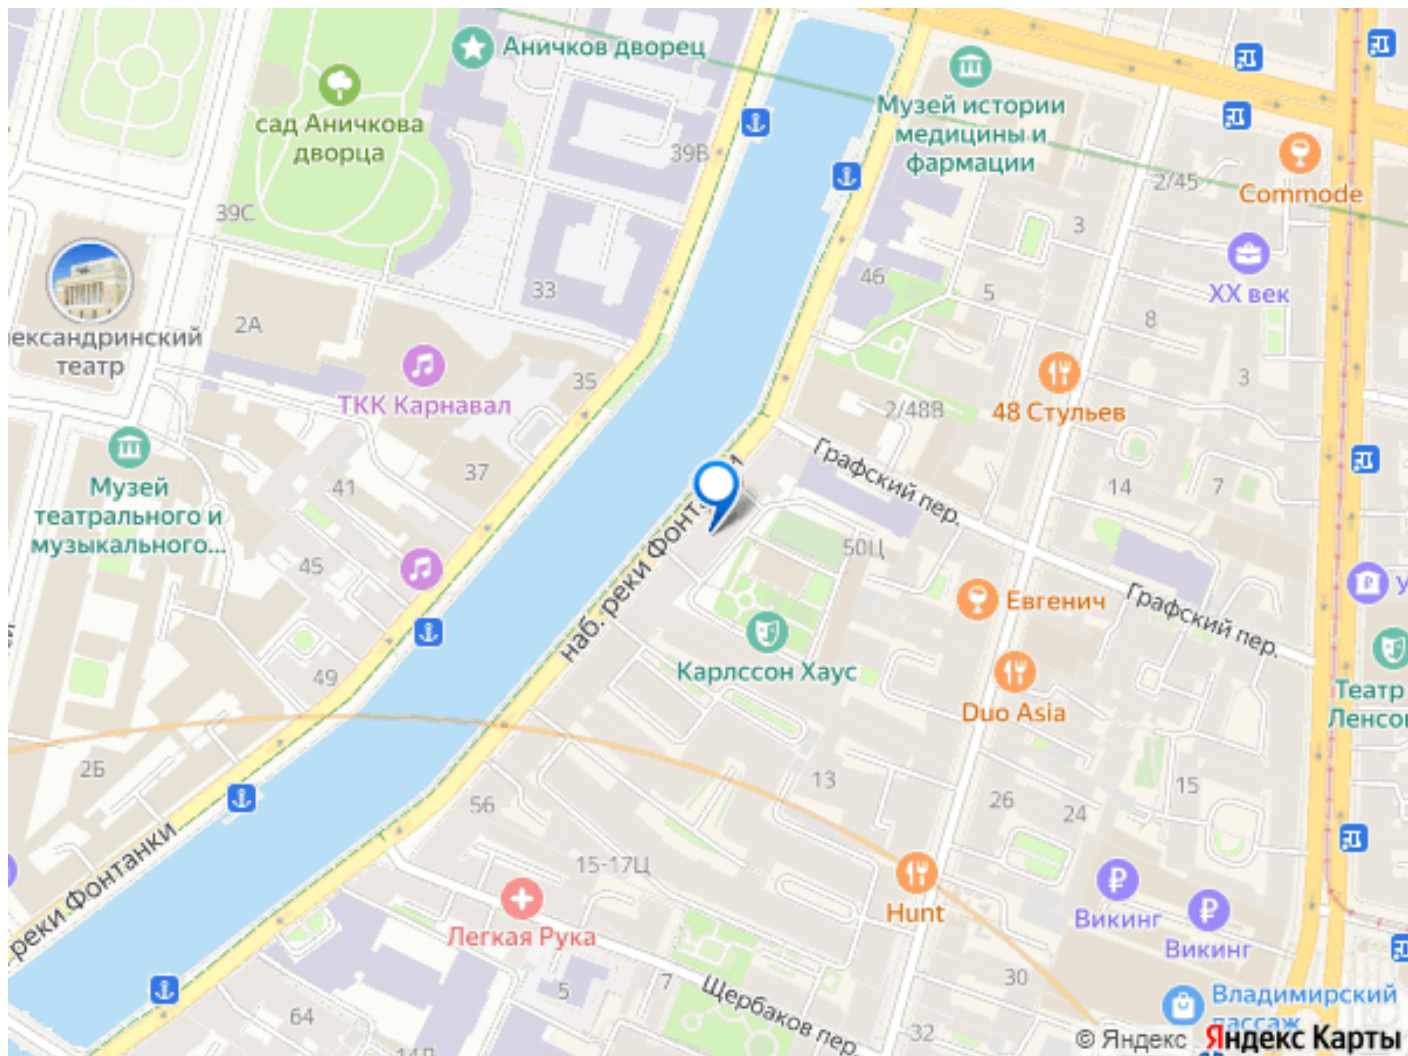 Аничков дворец
сад Аничкова
дворца
39В
39С
Музей истории
медицины и
фармации
Commode
2/45
3
ХХ век
46
5
8
33
2А
лександринский
театр
35
ТКК Карнавал
3
48 Стульев
2/48В
Графский пер.
37
41
14
7
Музей
театрального и
музыкального...
45
50Ц
наб. реки Фонт
Евгенич
Графский пер.
49
Карлссон Хаус
Duo Asia
Театр
Ленсо
2Б
13
15
26
24
56
реки Фонтанки
15-17Ц
Hunt
Викинг
Викинг
Легкая Рука
30
5
7
Щербаков пер.
Владимирский
пассаж
64
32
© Яндекс Яндекс Карты